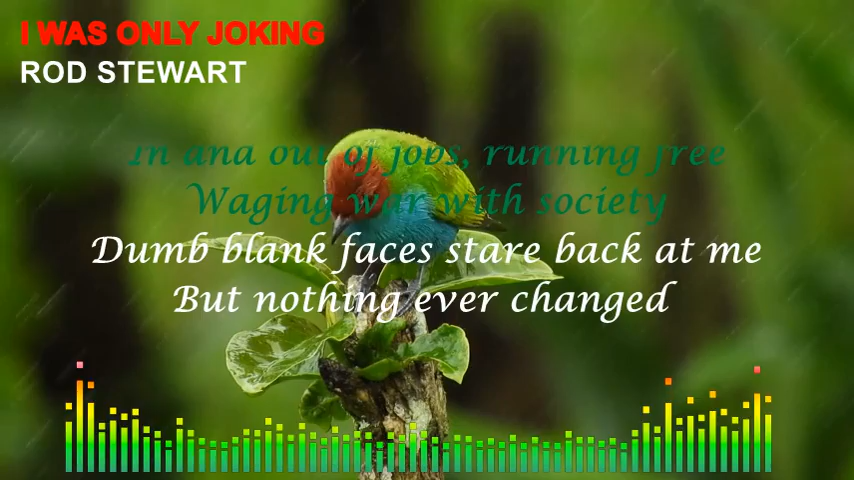 I WAS ONLY JOKING
ROD STEWART
In and out of jobs, running free
Waging war with society
Dumb blank faces stare back at me
But nothing ever changed